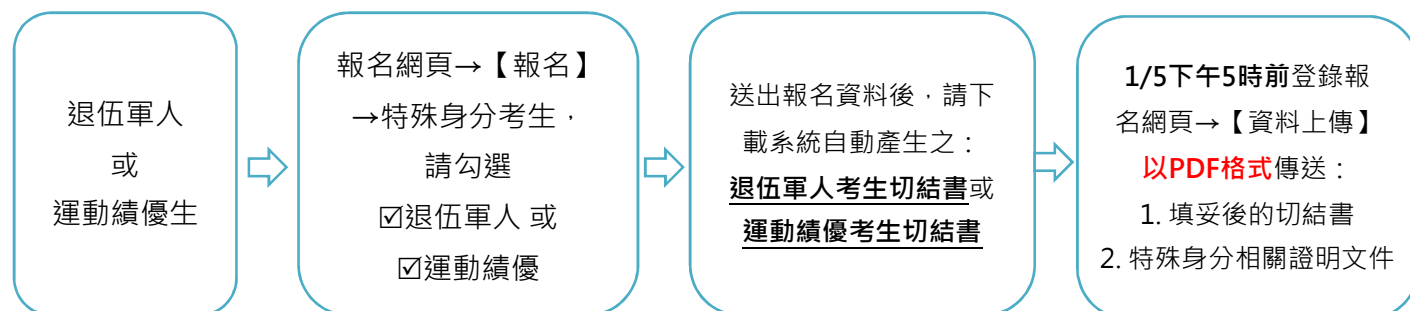 退伍軍人
或
運動績優生
報名網頁→【報名】
→特殊身分考生，
請勾選
☑退伍軍人 或
☑運動績優
送出報名資料後，請下
載系統自動產生之：
退伍軍人考生切結書或
運動績優考生切結書
1/5下午5時前登錄報
名網頁→【資料上傳】
以PDF格式傳送：
1. 填妥後的切結書
2. 特殊身分相關證明文件